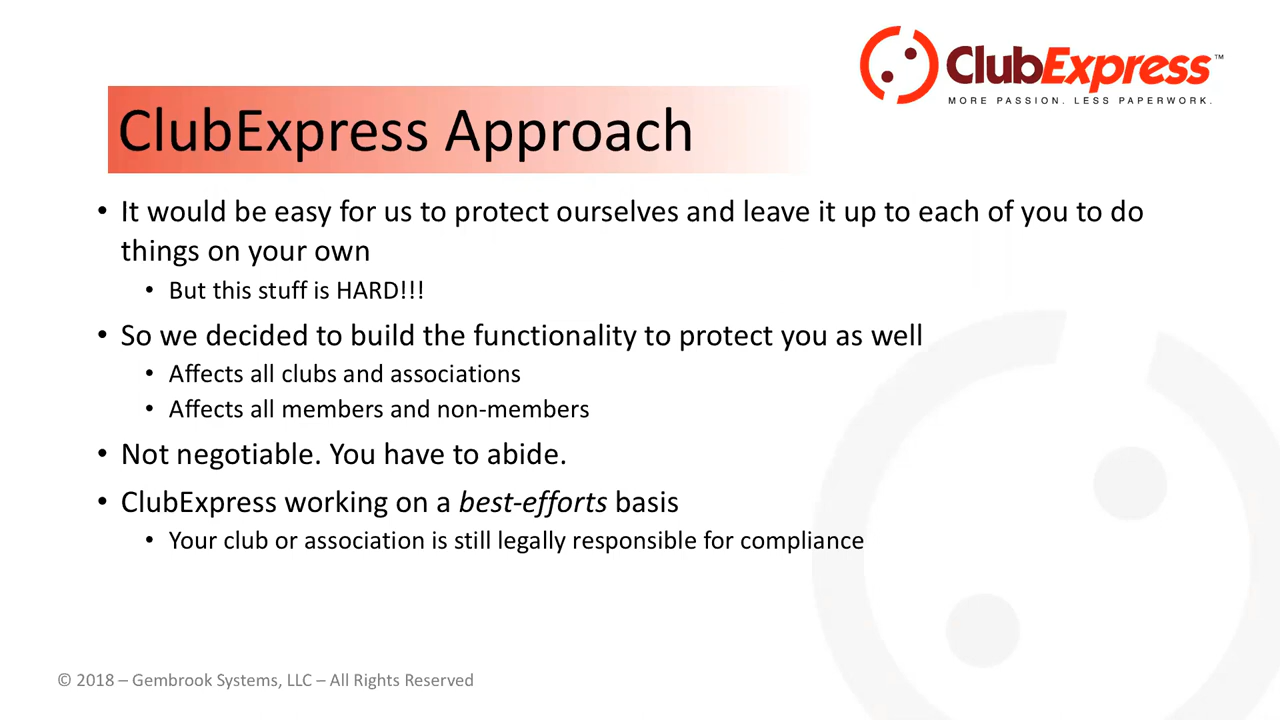 ClubExpress™
MORE PASSION. LESS PAPERWORK.
ClubExpress Approach
• It would be easy for us to protect ourselves and leave it up to each of you to do
things on your own
• But this stuff is HARD!!!
• So we decided to build the functionality to protect you as well
• Affects all clubs and associations
• Affects all members and non-members
• Not negotiable. You have to abide.
• ClubExpress working on a best-efforts basis
• Your club or association is still legally responsible for compliance
© 2018 – Gembrook Systems, LLC – All Rights Reserved